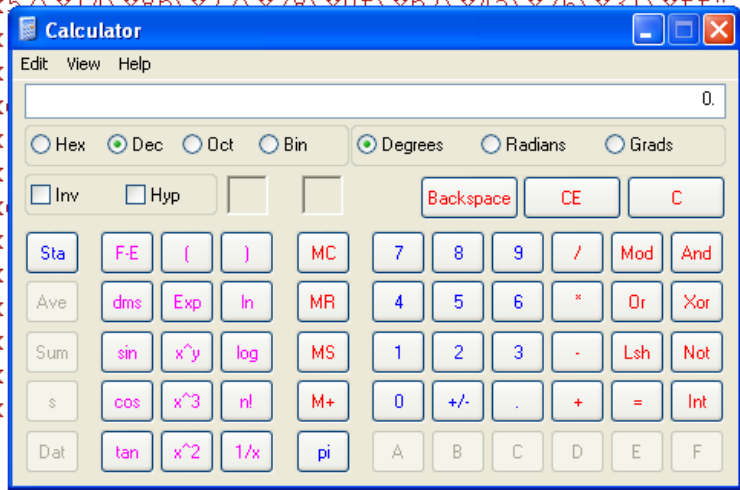 Calculator
Edit View Help
0.
Hex Dec Oct Bin Degrees Radians Grads
Inv Hyp Backspace CE C
Sta F-E ( ) MC 7 8 9 / Mod And
Ave dms Exp ln MR 4 5 6 * Or Xor
Sum sin x^y log MS 1 2 3 - Lsh Not
s cos x^3 n! M+ 0 +/- . + = Int
Dat tan x^2 1/x pi A B C D E F